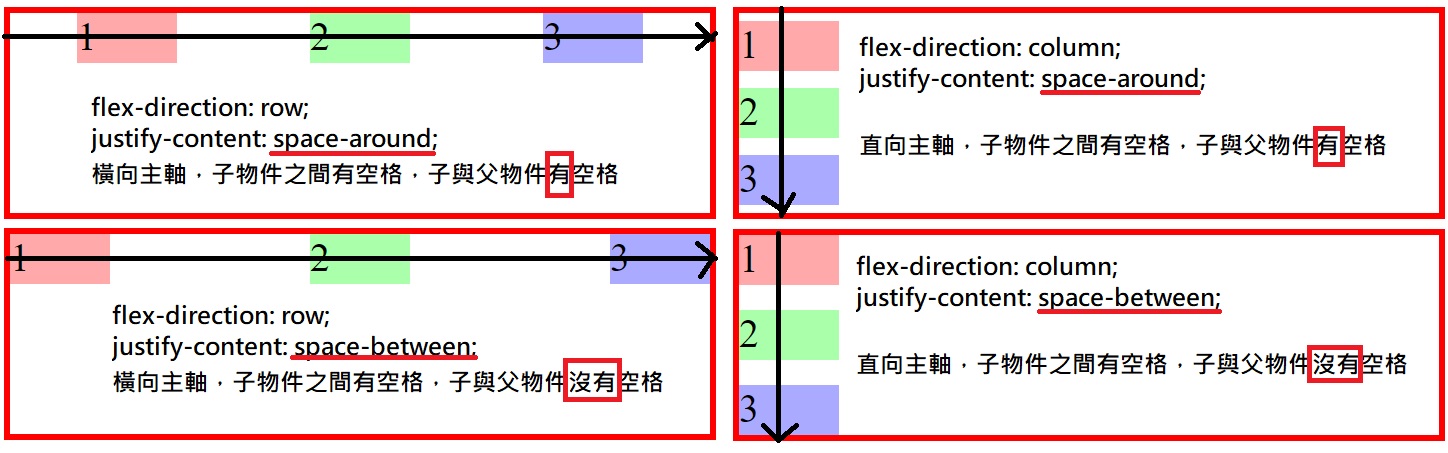 1 2 3
flex-direction: row;
justify-content: space-around;
橫向主軸，子物件之間有空格，子與父物件有空格
1
flex-direction: column;
justify-content: space-around;
2
直向主軸，子物件之間有空格，子與父物件有空格
3
1 2 3
flex-direction: row;
justify-content: space-between;
橫向主軸，子物件之間有空格，子與父物件沒有空格
1
flex-direction: column;
justify-content: space-between;
2
直向主軸，子物件之間有空格，子與父物件沒有空格
3